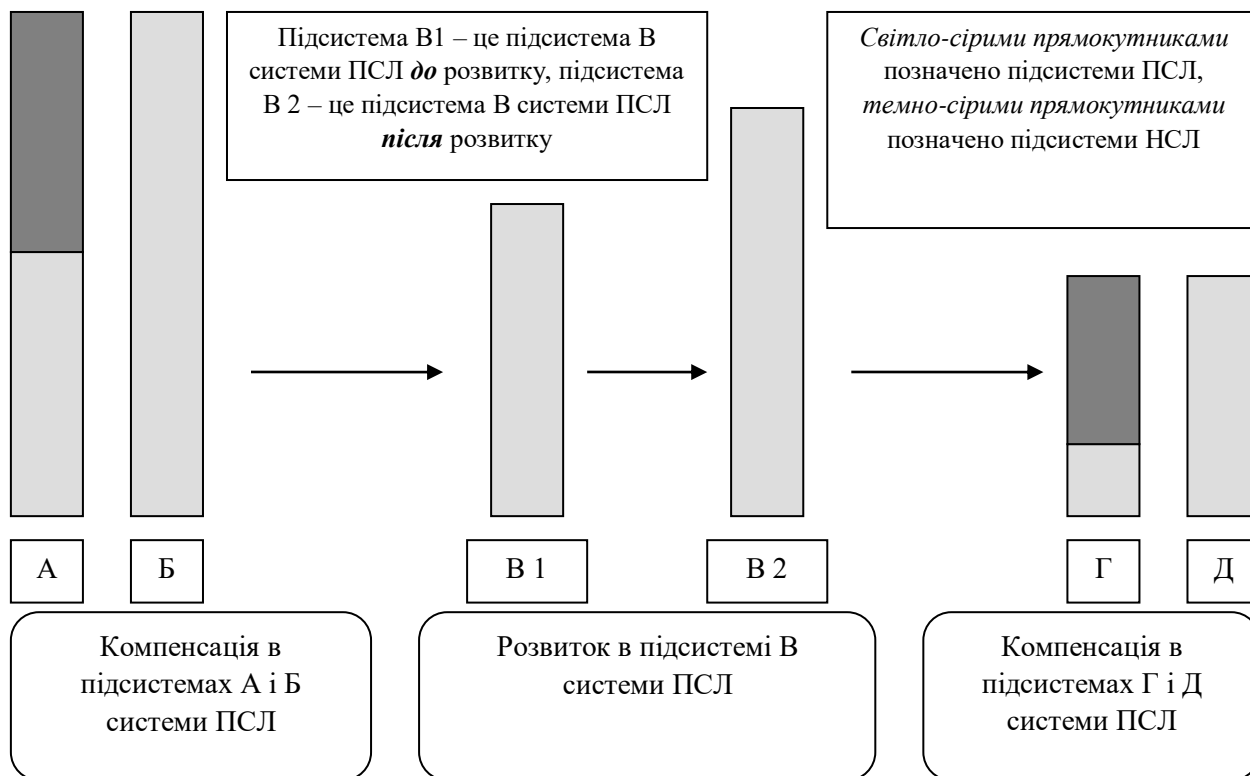 Підсистема В1 – це підсистема В
системи ПСЛ до розвитку, підсистема
В 2 – це підсистема В системи ПСЛ
після розвитку
Світло-сірими прямокутниками
позначено підсистеми ПСЛ,
темно-сірими прямокутниками
позначено підсистеми НСЛ
А
Б
В 1
В 2
Г
Д
Компенсація в
підсистемах А і Б
системи ПСЛ
Розвиток в підсистемі В
системи ПСЛ
Компенсація в
підсистемах Г і Д
системи ПСЛ